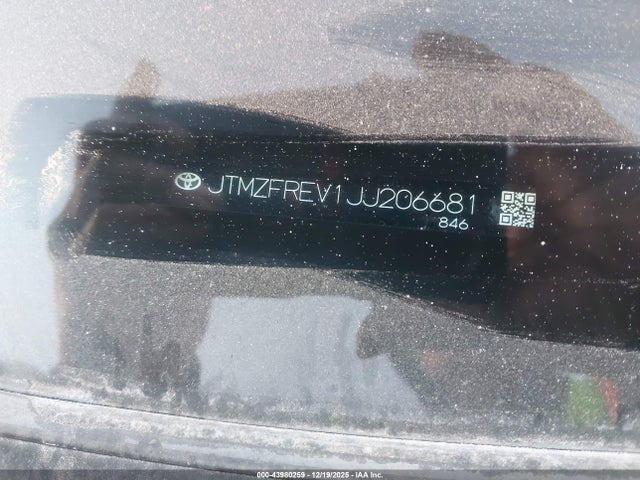 JTMZFREV1JJ206681
846
000-43980259 - 12/19/2025 - IAA Inc.